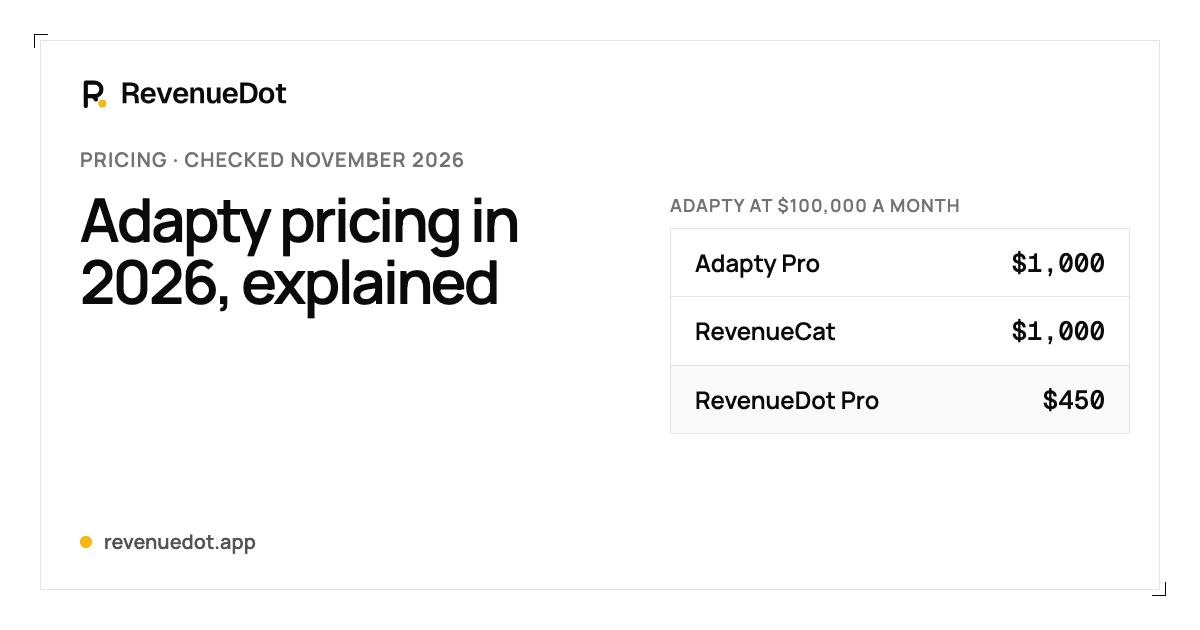 RevenueDot
PRICING · CHECKED NOVEMBER 2026
Adapty pricing in
2026, explained
ADAPTY AT $100,000 A MONTH
Adapty Pro $1,000
RevenueCat $1,000
RevenueDot Pro $450
revenuedot.app